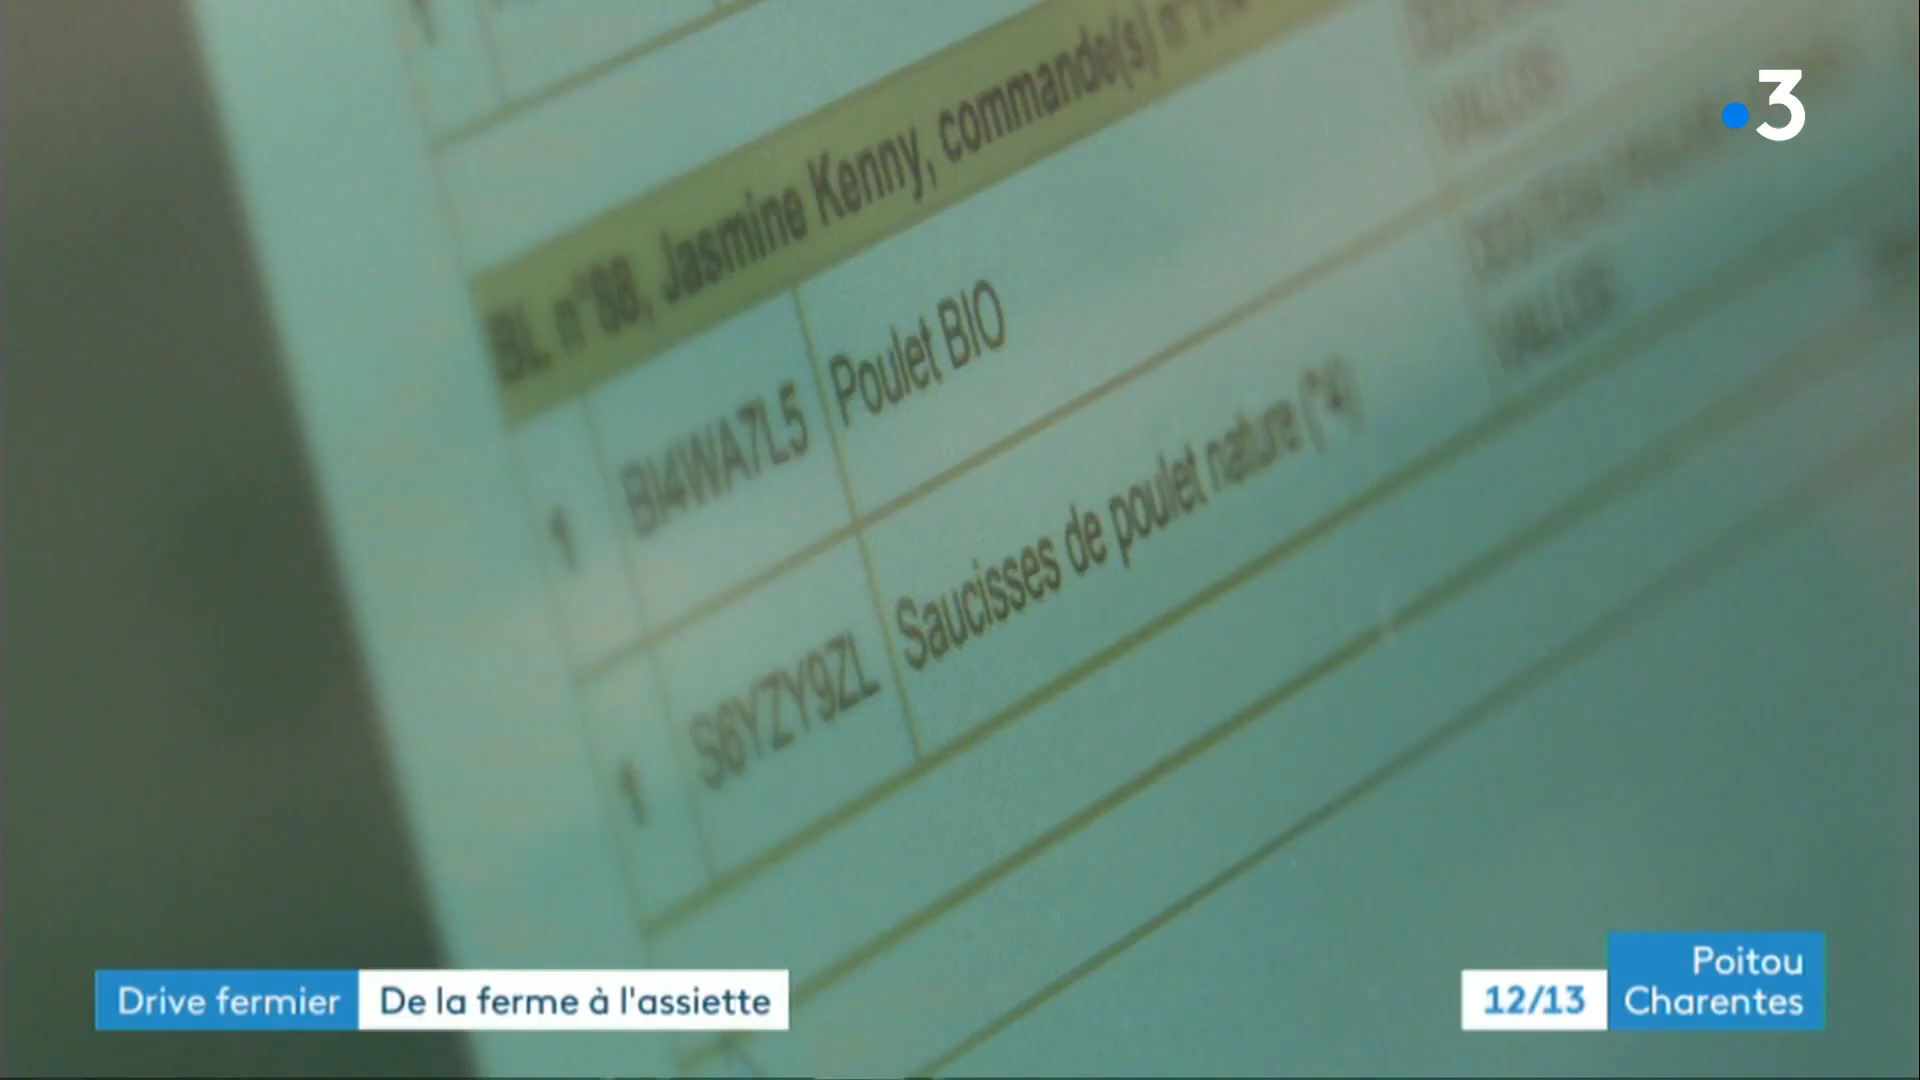 3
BL n°88, Jasmine Kenny, commande(s)
1 BI4WA7L5 Poulet BIO
1 S6YZY9ZL Saucisses de poulet nature (*4)
Drive fermier De la ferme à l'assiette
12/13 Poitou
Charentes